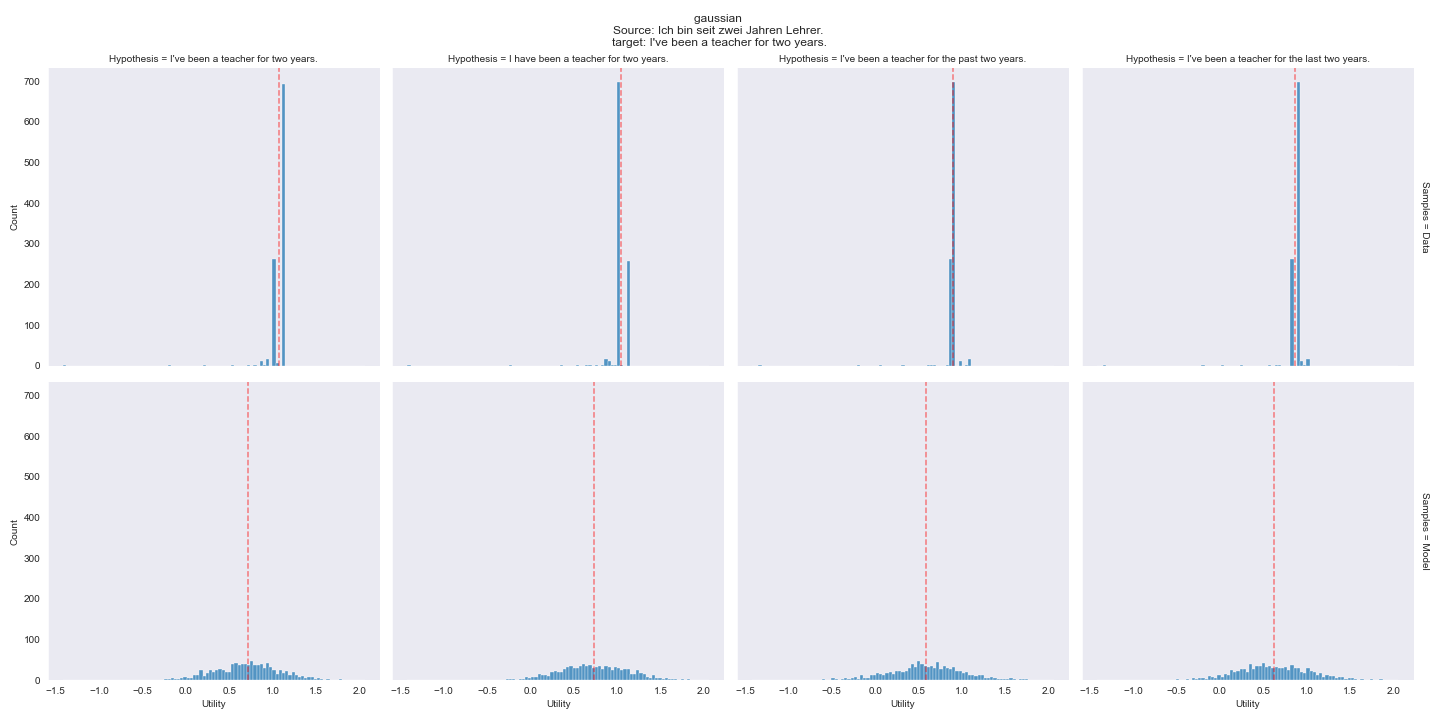 gaussian
Source: Ich bin seit zwei Jahren Lehrer.
target: I've been a teacher for two years.
Hypothesis = I've been a teacher for two years.
Hypothesis = I have been a teacher for two years.
Hypothesis = I've been a teacher for the past two years.
Hypothesis = I've been a teacher for the last two years.
700
600
500
400
300
200
100
0
Count
Samples = Data
700
600
500
400
300
200
100
0
Count
Samples = Model
−1.5 −1.0 −0.5 0.0 0.5 1.0 1.5 2.0
Utility
−1.5 −1.0 −0.5 0.0 0.5 1.0 1.5 2.0
Utility
−1.5 −1.0 −0.5 0.0 0.5 1.0 1.5 2.0
Utility
−1.5 −1.0 −0.5 0.0 0.5 1.0 1.5 2.0
Utility